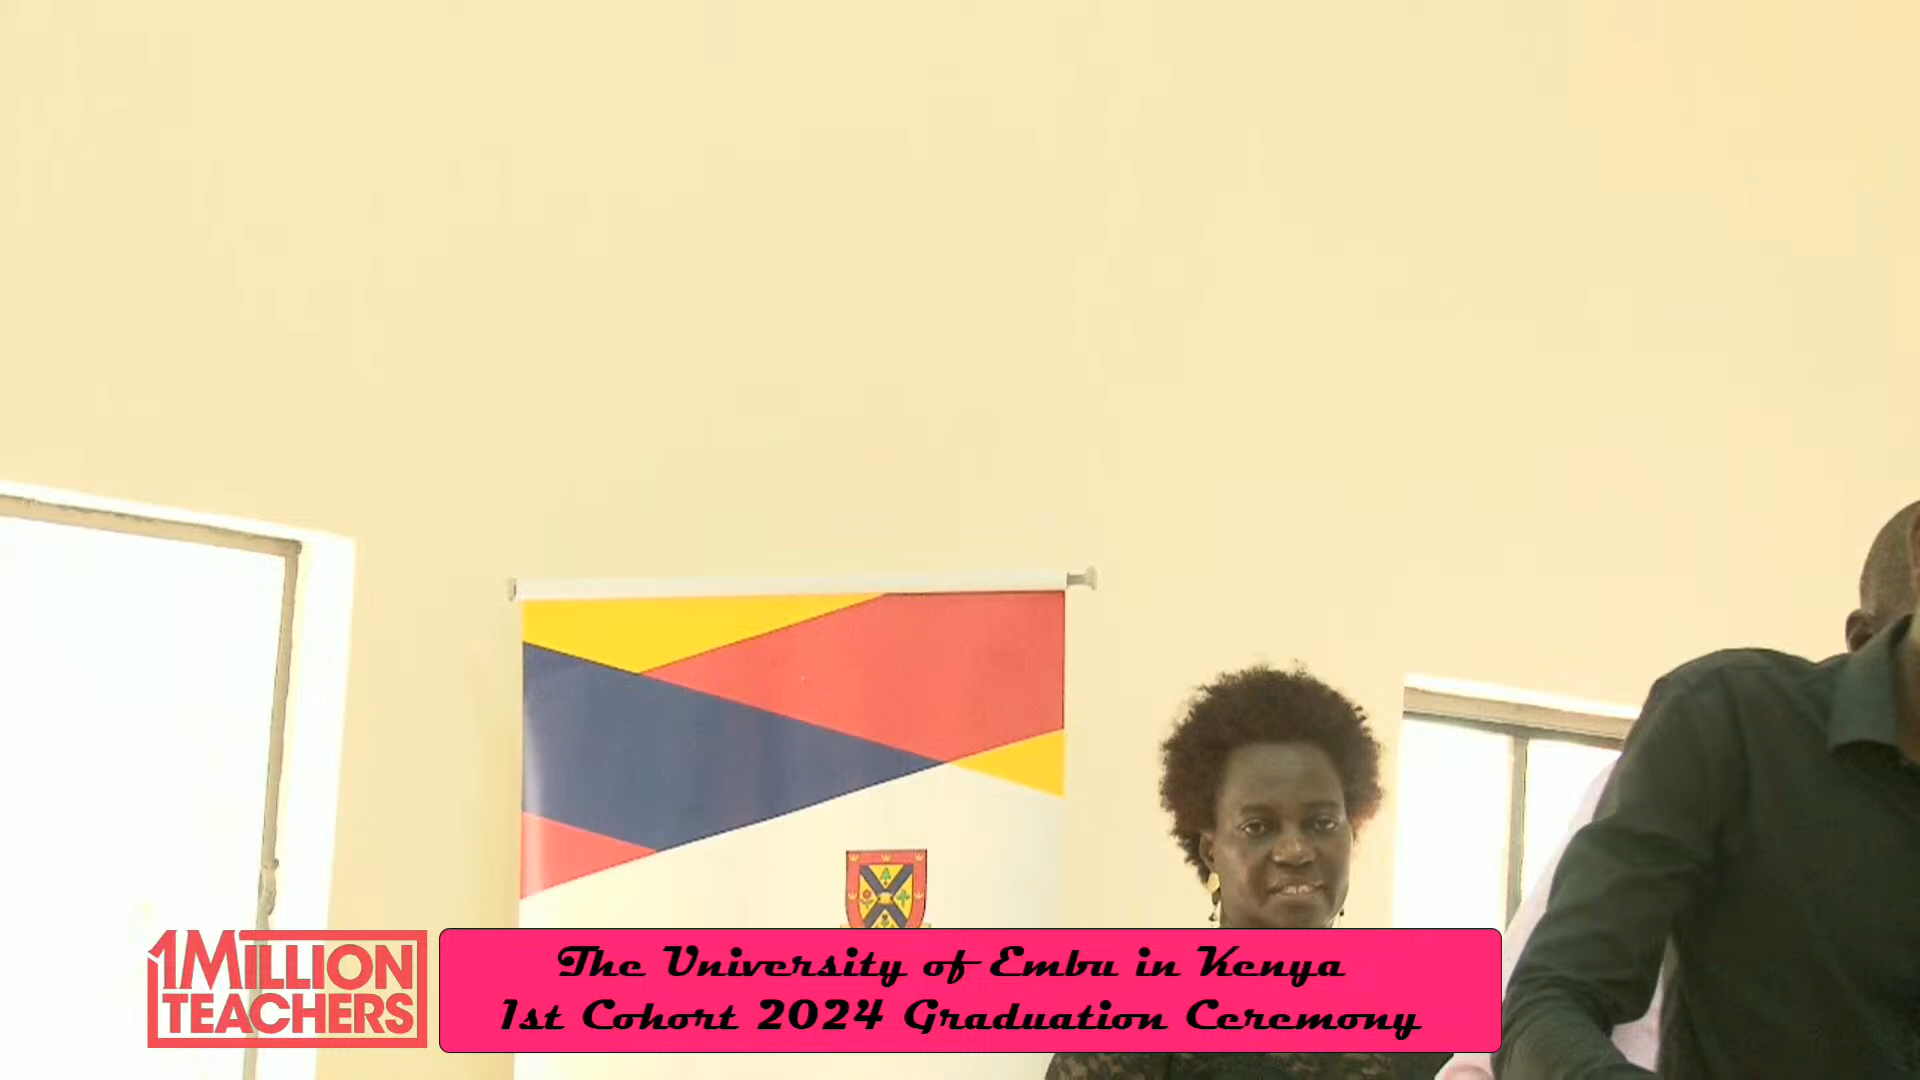 1MILLION
TEACHERS
The University of Embu in Kenya
1st Cohort 2024 Graduation Ceremony